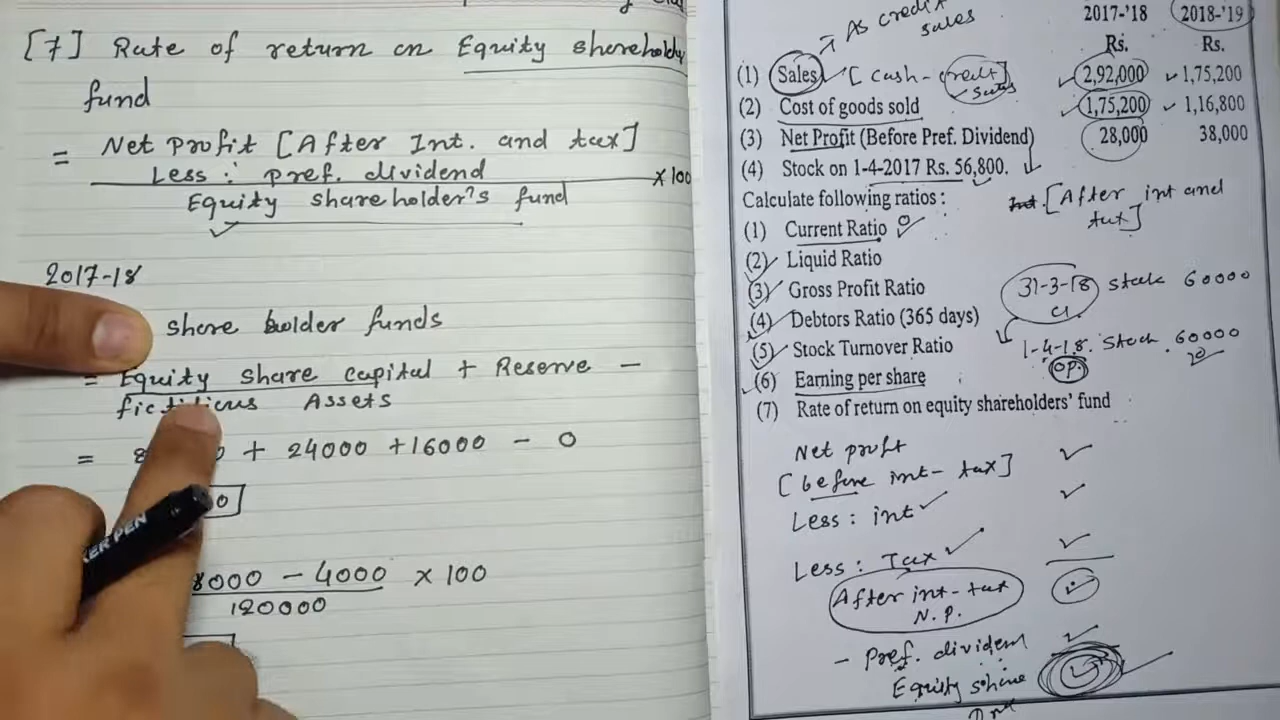 [7] Rate of return on Equity shareholder
fund
= Net Profit [After Int. and tax]
Less: pref. dividend
Equity shareholder's fund
× 100
2017-18
share holder funds
= Equity share capital + Reserve -
fictitious Assets
= + 24000 + 16000 - 0
8000 - 4000 × 100
120000
As credit
sales
2017-'18 2018-'19
Rs. Rs.
(1) Sales [cash - credit] 2,92,000 1,75,200
sales
(2) Cost of goods sold 1,75,200 1,16,800
(3) Net Profit (Before Pref. Dividend) 28,000 38,000
(4) Stock on 1-4-2017 Rs. 56,800.
Calculate following ratios :
[After int and
tax]
(1) Current Ratio
(2) Liquid Ratio
(3) Gross Profit Ratio
31-3-18 stock 60000
cl
(4) Debtors Ratio (365 days)
(5) Stock Turnover Ratio
1-4-18. stock 60000
op
(6) Earning per share
(7) Rate of return on equity shareholders' fund
Net profit
[before int - tax]
Less: int
Less: Tax
After int - tax
N.P.
- Pref. dividend
Equity share